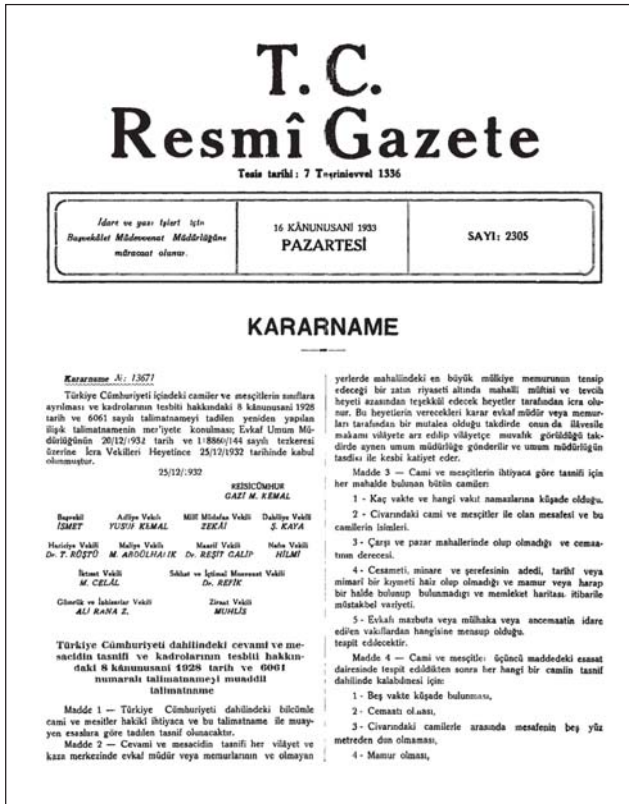 T. C.
Resmî Gazete
Tesis tarihi : 7 Teşrinievvel 1336
İdare ve yazı işleri için
Başvekâlet Müdevvenat Müdürlüğüne
müracaat olunur.
16 KÂNUNUSANİ 1933
PAZARTESİ
SAYI: 2305
KARARNAME
Kararname №: 13671
Türkiye Cümhuriyeti içindeki camiler ve mesçitlerin sınıflara
ayrılması ve kadrolarının tesbiti hakkındaki 8 kânunusani 1928
tarih ve 6061 sayılı talimatnameyi tadilen yeniden yapılan
ilişik talimatnamenin mer'iyete konulması; Evkaf Umum Mü-
dürlüğünün 20/12/1932 tarih ve 118860/144 sayılı tezkeresi
üzerine İcra Vekilleri Heyetince 25/12/1932 tarihinde kabul
olunmuştur.
25/12/1932
REİSİCÜMHUR
GAZİ M. KEMAL
Başvekil Adliye Vekili Millî Müdafaa Vekili Dahiliye Vekili
İSMET YUSUF KEMAL ZEKÂİ Ş. KAYA
Hariciye Vekili Maliye Vekili Maarif Vekili Nafıa Vekili
Dr. T. RÜŞTÜ M. ABDÜLHALIK Dr. REŞİT GALİP HİLMİ
İktısat Vekili Sıhhat ve İçtimaî Muavenet Vekili
M. CELÂL Dr. REFİK
Gümrük ve İnhisarlar Vekili Ziraat Vekili
ALİ RANA Z. MUHLİS
Türkiye Cümhuriyeti dahilindeki cevami ve me-
sacidin tasnifi ve kadrolarının tesbiti hakkın-
daki 8 kânunusani 1928 tarih ve 6061
numaralı talimatnameyi muaddil
talimatname
Madde 1 — Türkiye Cümhuriyeti dahilindeki bilcümle
cami ve mesitler hakikî ihtiyaca ve bu talimatname ile muay-
yen esaslara göre tadilen tasnif olunacaktır.
Madde 2 — Cevami ve mesacidin tasnifi her vilâyet ve
kaza merkezinde evkaf müdür veya memurlarının ve olmayan
yerlerde mahallindeki en büyük mülkiye memurunun tensip
edeceği bir zatın riyaseti altında mahallî müftisi ve tevcih
heyeti azasından teşekkül edecek heyetler tarafından icra olu-
nur. Bu heyetlerin verecekleri karar evkaf müdür veya memur-
ları tarafından bir mutalea olduğu takdirde onun da ilâvesile
makamı vilâyete arz edilip vilâyetçe muvafık görüldüğü tak-
dirde aynen umum müdürlüğe gönderilir ve umum müdürlüğün
tasdiki ile kesbi katiyet eder.
Madde 3 — Cami ve mesçitlerin ihtiyaca göre tasnifi için
her mahalde bulunan bütün camiler:
1 - Kaç vakte ve hangi vakit namazlarına küşade olduğu.
2 - Civarındaki cami ve mesçitler ile olan mesafesi ve bu
camilerin isimleri.
3 - Çarşı ve pazar mahallerinde olup olmadığı ve cemaa-
tının derecesi.
4 - Cesameti, minare ve şerefesinin adedi, tarihî veya
mimarî bir kıymeti haiz olup olmadığı ve mamur veya harap
bir halde bulunup bulunmadığı ve memleket haritası itibarile
müstakbel variyeti.
5 - Evkafı mazbuta veya mülhaka veya ancemaatin idare
edilen vakıflardan hangisine mensup olduğu.
tespit edilecektir.
Madde 4 — Cami ve mesçitler üçüncü maddedeki esasat
dairesinde tespit edildikten sonra her hangi bir camiin tasnif
dahilinde kalabilmesi için:
1 - Beş vakte küşade bulunması,
2 - Cemaatı olması,
3 - Civarındaki camilerle arasında mesafenin beş yüz
metreden dun olmaması,
4 - Mamur olması,